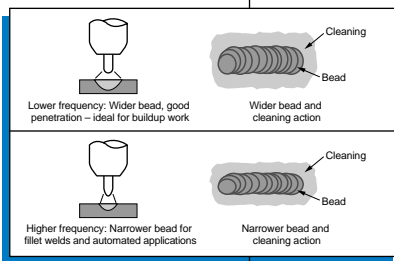 Cleaning
Bead
Lower frequency: Wider bead, good
penetration – ideal for buildup work
Wider bead and
cleaning action
Cleaning
Bead
Higher frequency: Narrower bead for
fillet welds and automated applications
Narrower bead and
cleaning action